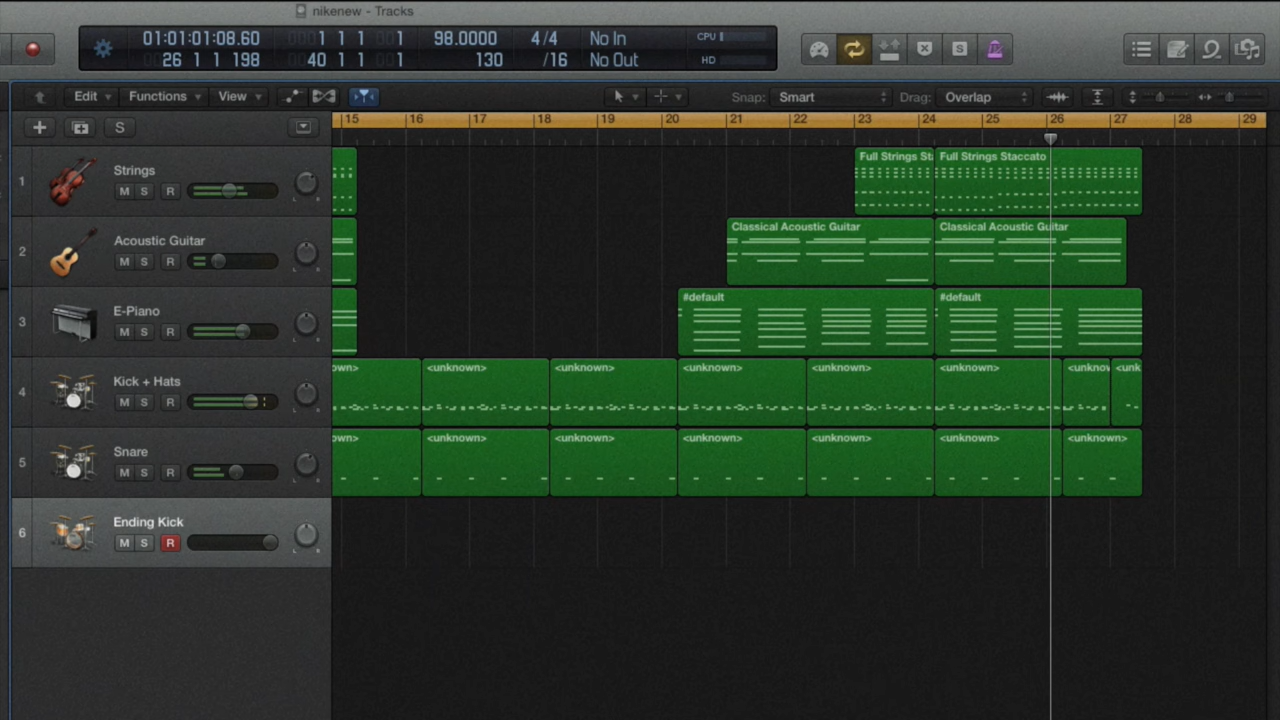 nikenew - Tracks
01:01:01:08.60 1 1 1 1 98.0000 4/4 No In CPU
26 1 1 198 40 1 1 1 130 /16 No Out HD
S
Edit Functions View Snap: Smart Drag: Overlap
S
15 16 17 18 19 20 21 22 23 24 25 26 27 28 29
1 Strings Full Strings St Full Strings Staccato
M S R L R
2 Acoustic Guitar Classical Acoustic Guitar Classical Acoustic Guitar
M S R L R
3 E-Piano #default #default
M S R L R
4 Kick + Hats own> <unknown> <unknown> <unknown> <unknown> <unknown> <unknov <unk
M S R L R
5 Snare own> <unknown> <unknown> <unknown> <unknown> <unknown> <unknown>
M S R L R
6 Ending Kick
M S R L R